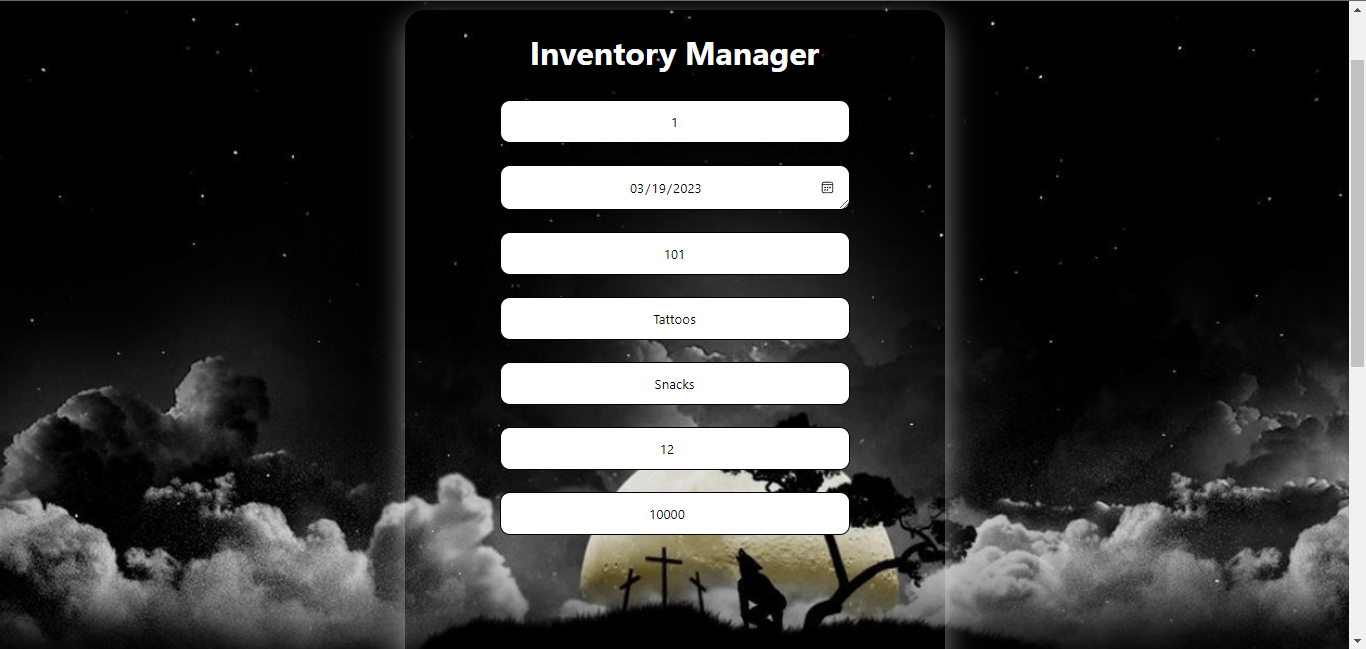 Inventory Manager
1
03/19/2023
101
Tattoos
Snacks
12
10000